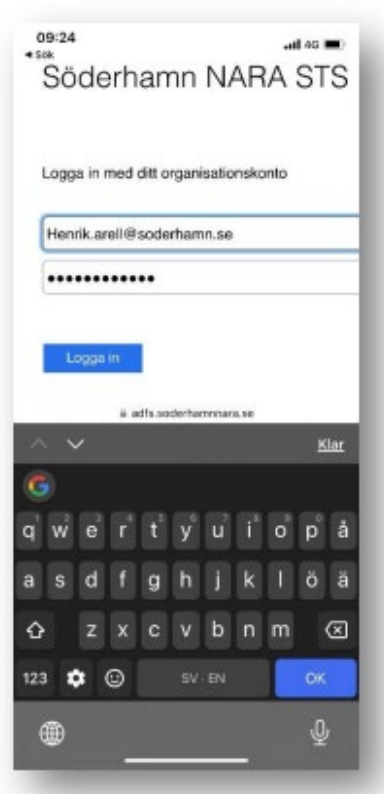 09:24
4G
◂ Sök
Söderhamn NARA STS
Logga in med ditt organisationskonto
Henrik.arell@soderhamn.se
••••••••••••
Logga in
adfs.soderhamnnara.se
Klar
q w e r t y u i o p å
a s d f g h j k l ö ä
z x c v b n m
123 SV · EN OK